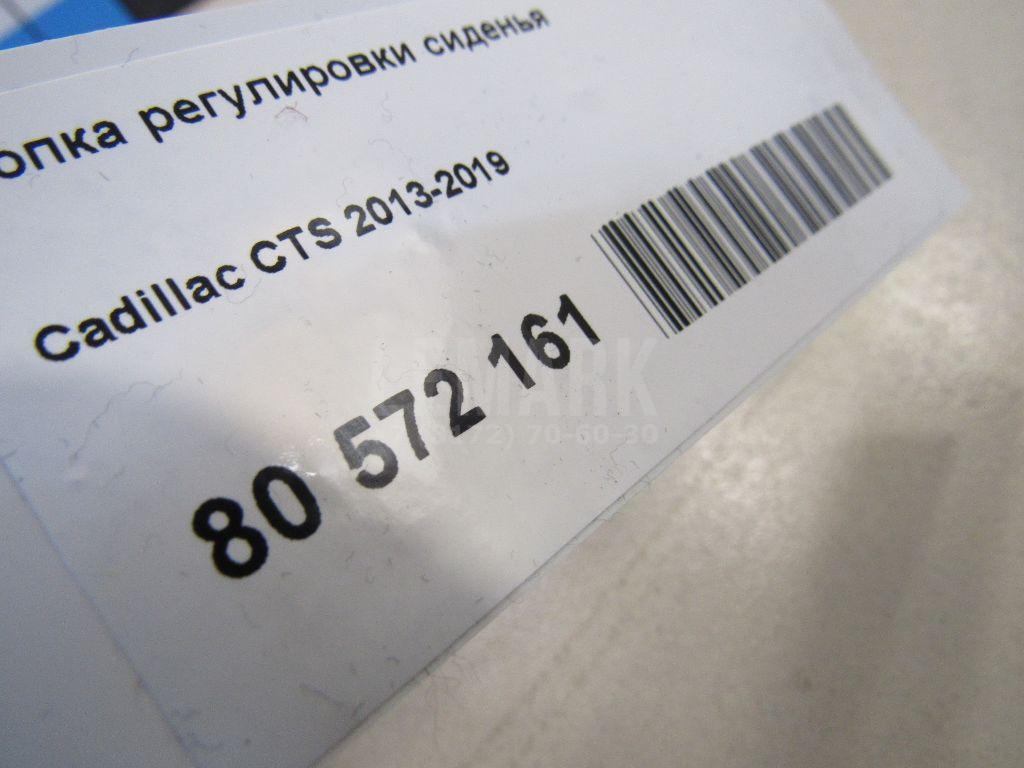 опка регулировки сиденья
Cadillac CTS 2013-2019
80 572 161